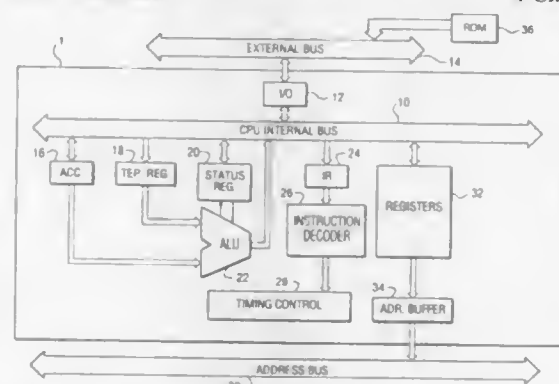 ROM
36
1
EXTERNAL BUS
14
I/O
12
10
CPU INTERNAL BUS
16
18
20
24
ACC
TEP. REG.
STATUS
REG.
IR
26
REGISTERS
32
INSTRUCTION
DECODER
ALU
22
28
34
TIMING CONTROL
ADR. BUFFER
ADDRESS BUS